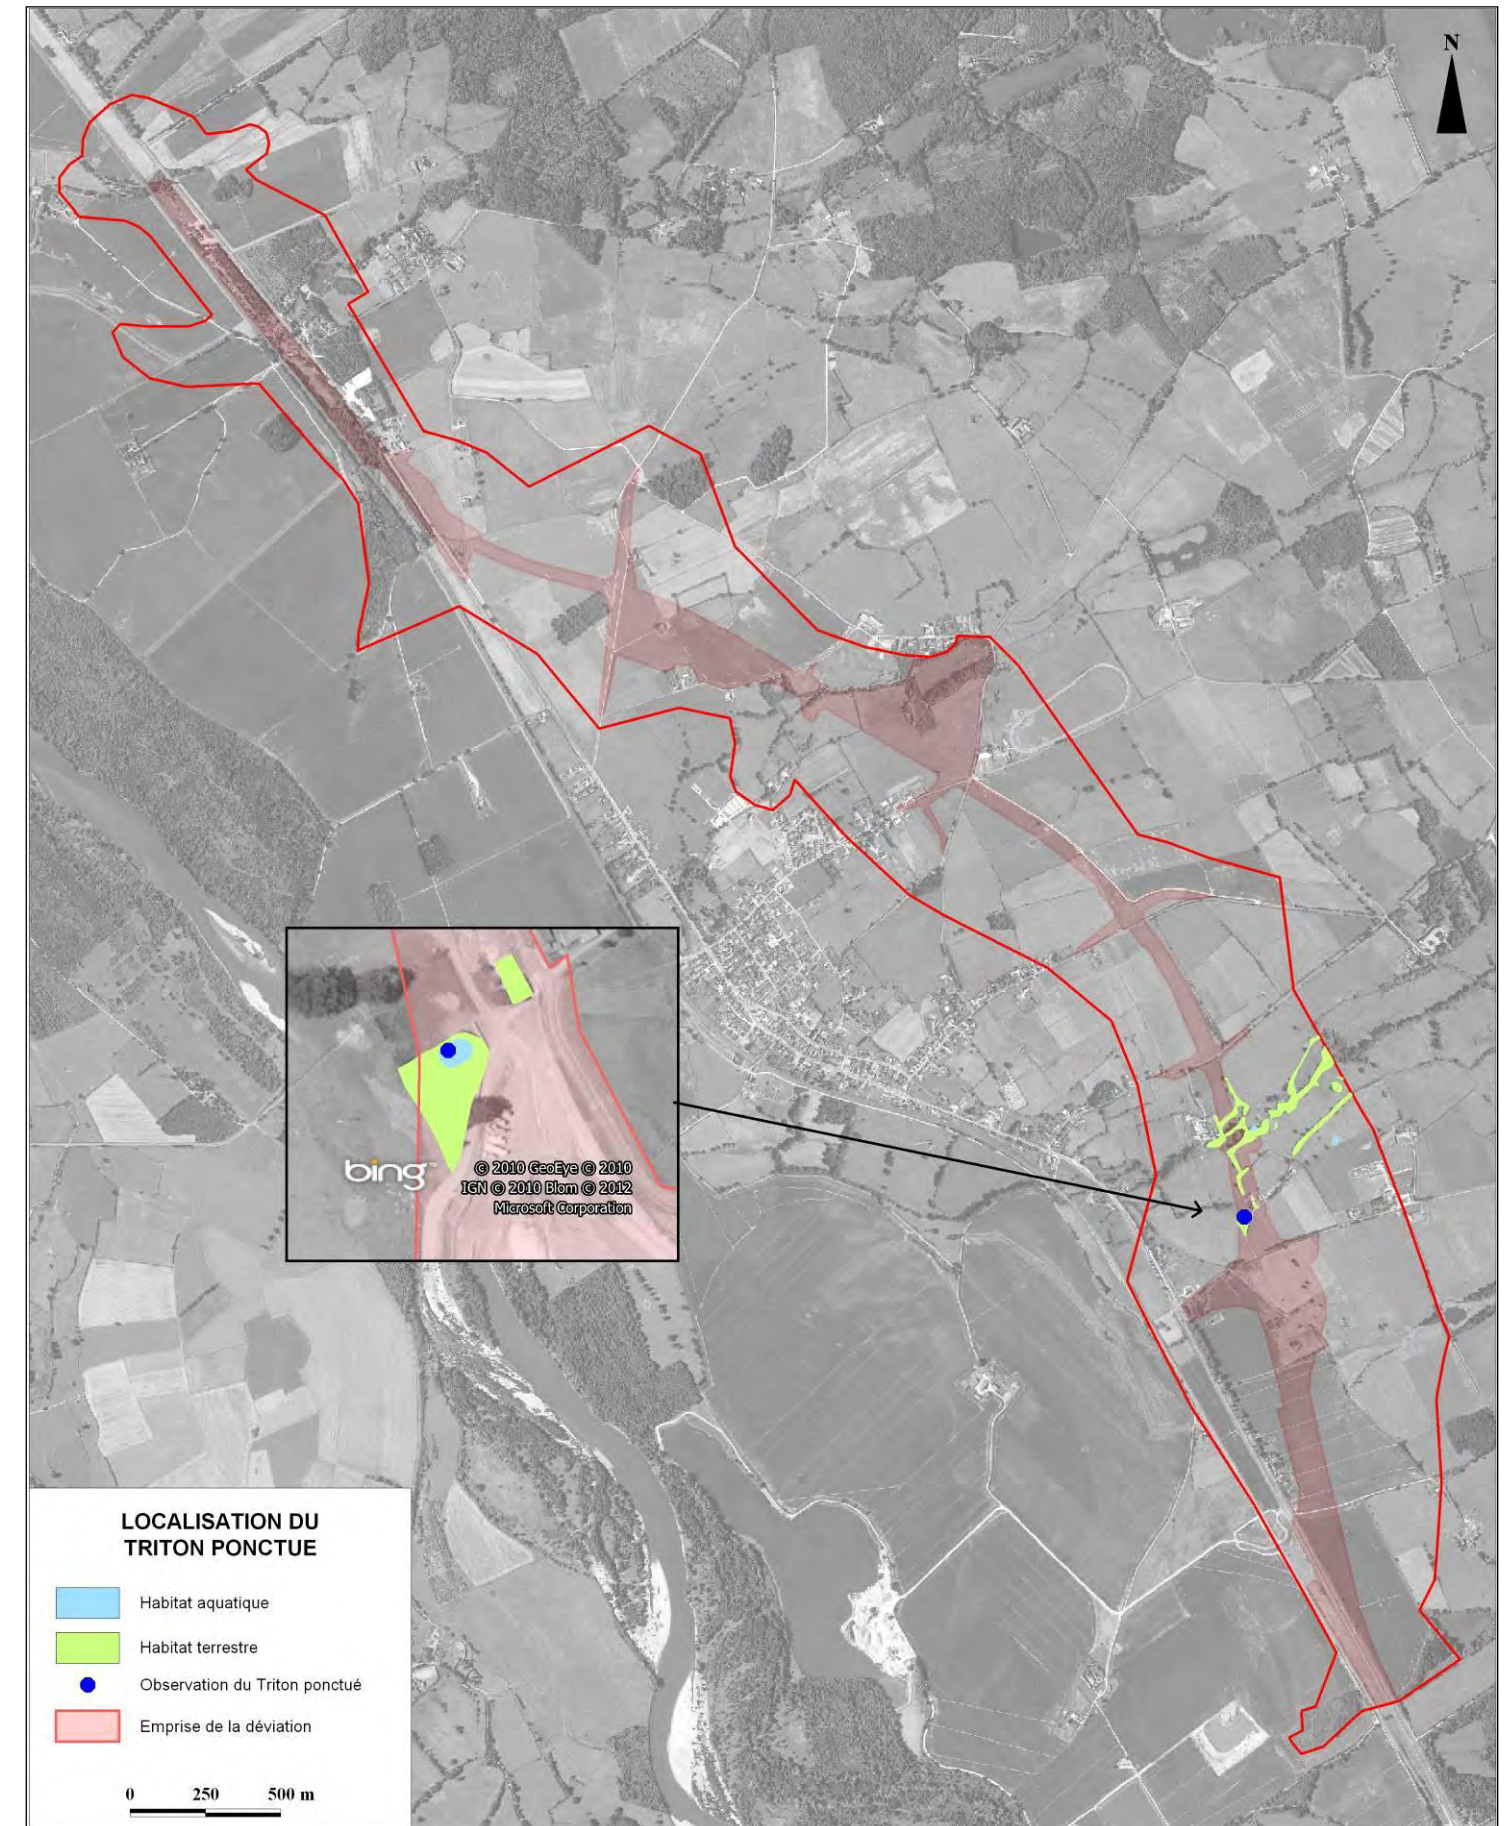 N
bing™
© 2010 GeoEye © 2010
IGN © 2010 Blom © 2012
Microsoft Corporation
LOCALISATION DU
TRITON PONCTUE
Habitat aquatique
Habitat terrestre
Observation du Triton ponctué
Emprise de la déviation
0 250 500 m